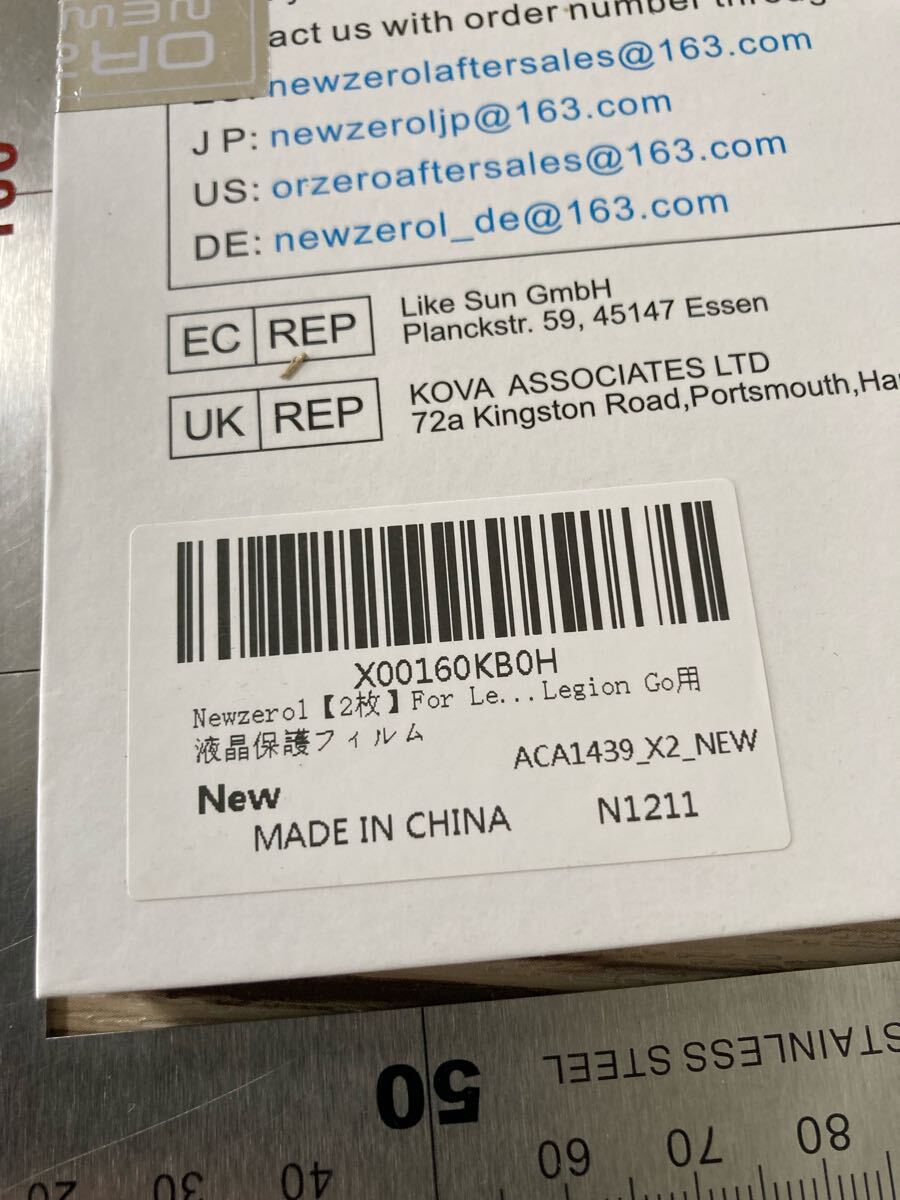 act us with order number
newzerolaftersales@163.com
JP: newzeroljp@163.com
US: orzeroaftersales@163.com
DE: newzerol_de@163.com
EC REP
Like Sun GmbH
Planckstr. 59, 45147 Essen
UK REP
KOVA ASSOCIATES LTD
72a Kingston Road,Portsmouth,Ha
X00160KB0H
Newzerol【2枚】For Le...Legion Go用
液晶保護フィルム
ACA1439_X2_NEW
New
MADE IN CHINA N1211
STAINLESS STEEL
50
20 30 40 60 70 80